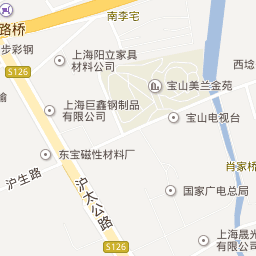 南李宅
路桥
步彩钢
上海阳立家具
材料公司
西埝
S126
宝山美兰金苑
上海巨鑫钢制品
有限公司
宝山电视台
东宝磁性材料厂
肖家桥
沪生路
沪太公路
国家广电总局
S126
上海晟光
有限公